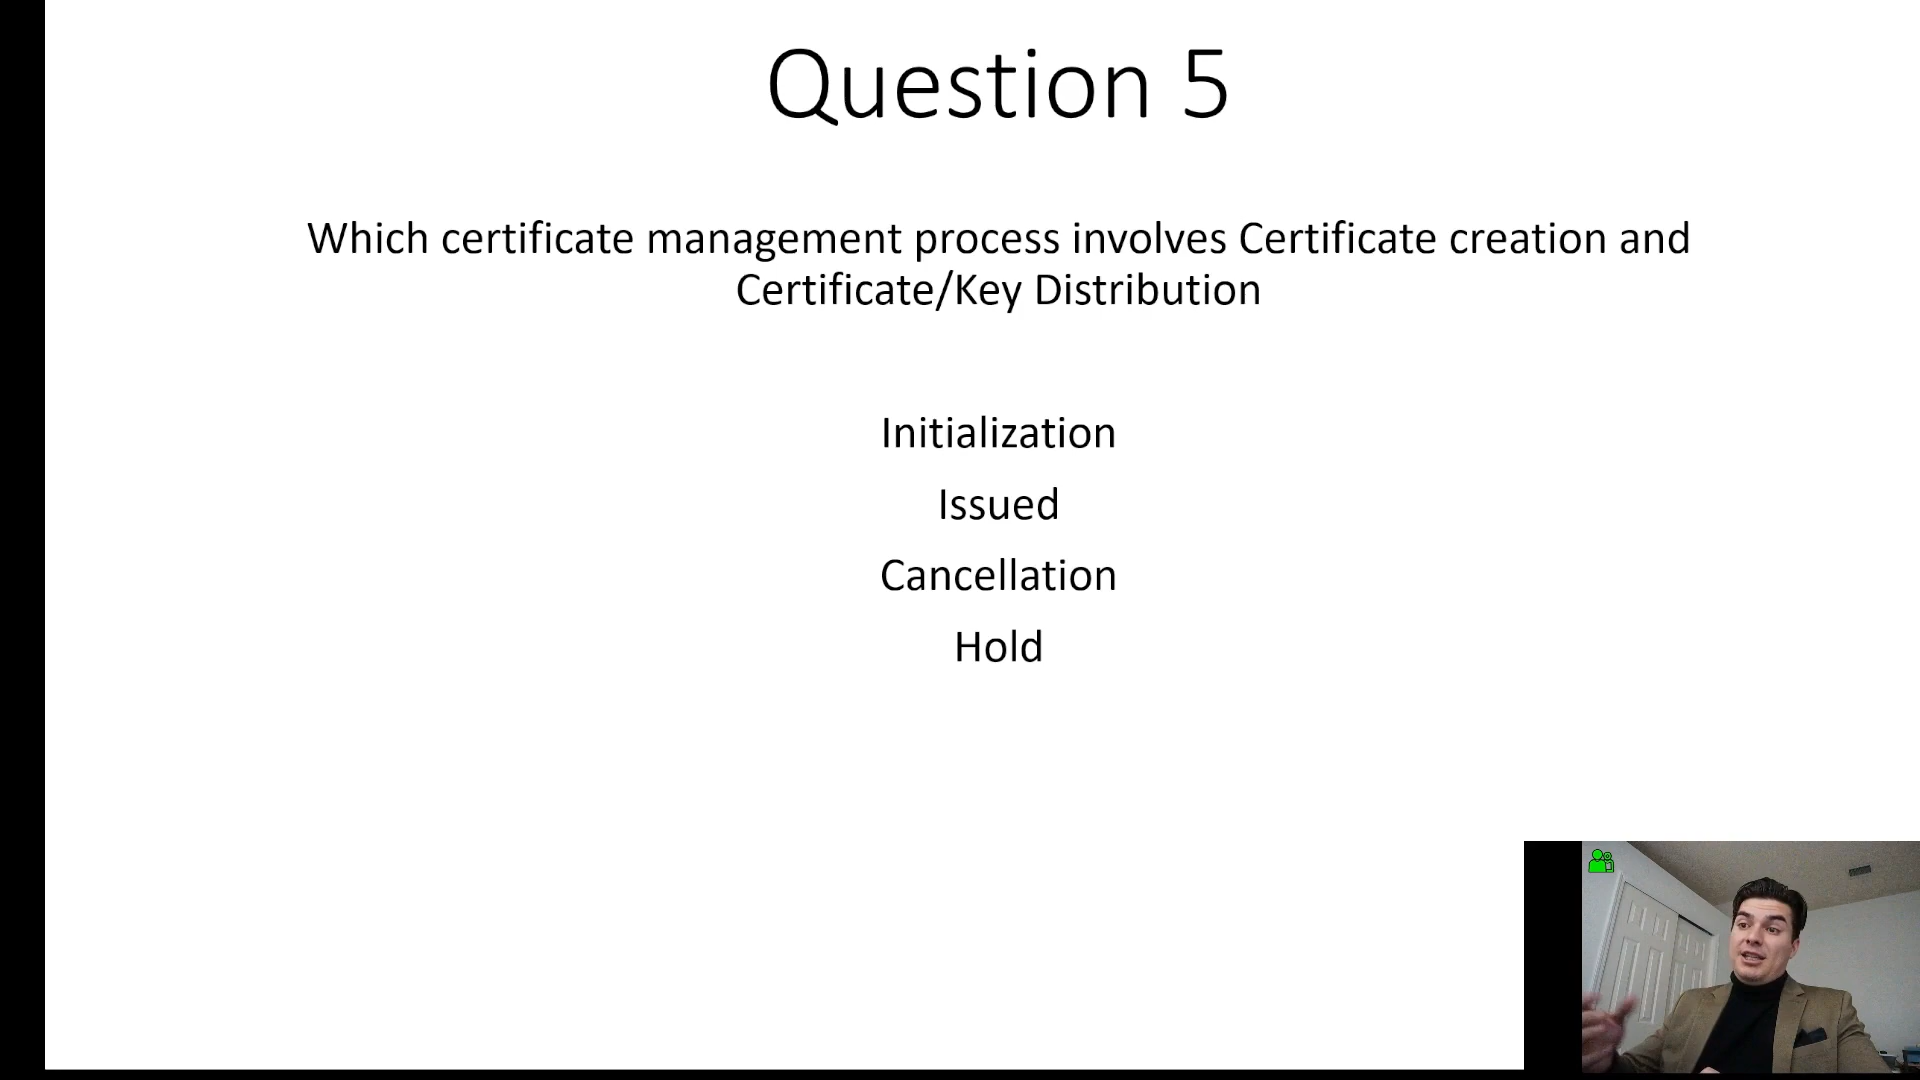 Question 5
Which certificate management process involves Certificate creation and
Certificate/Key Distribution
Initialization
Issued
Cancellation
Hold